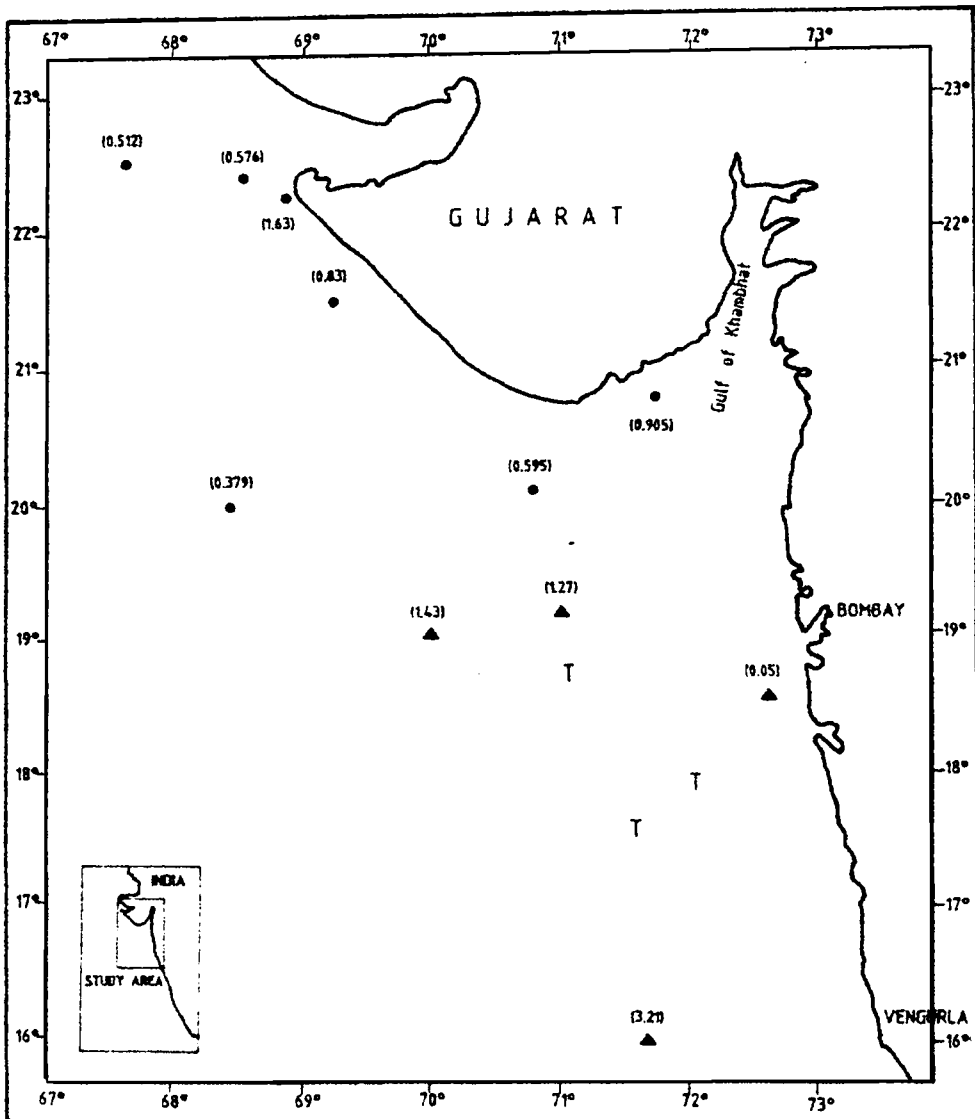 67° 68° 69° 70° 71° 72° 73°
23° 23°
(0.512) (0.576)
(1.63)
GUJARAT
22° 22°
(0.83)
Gulf of Khambhat
21° 21°
(0.905)
(0.595)
(0.379)
20° 20°
(1.27)
(1.43)
BOMBAY
19° 19°
T
(0.05)
18° 18°
T
T
INDIA
17° 17°
STUDY AREA
(3.21)
VENGURLA
16° 16°
67° 68° 69° 70° 71° 72° 73°